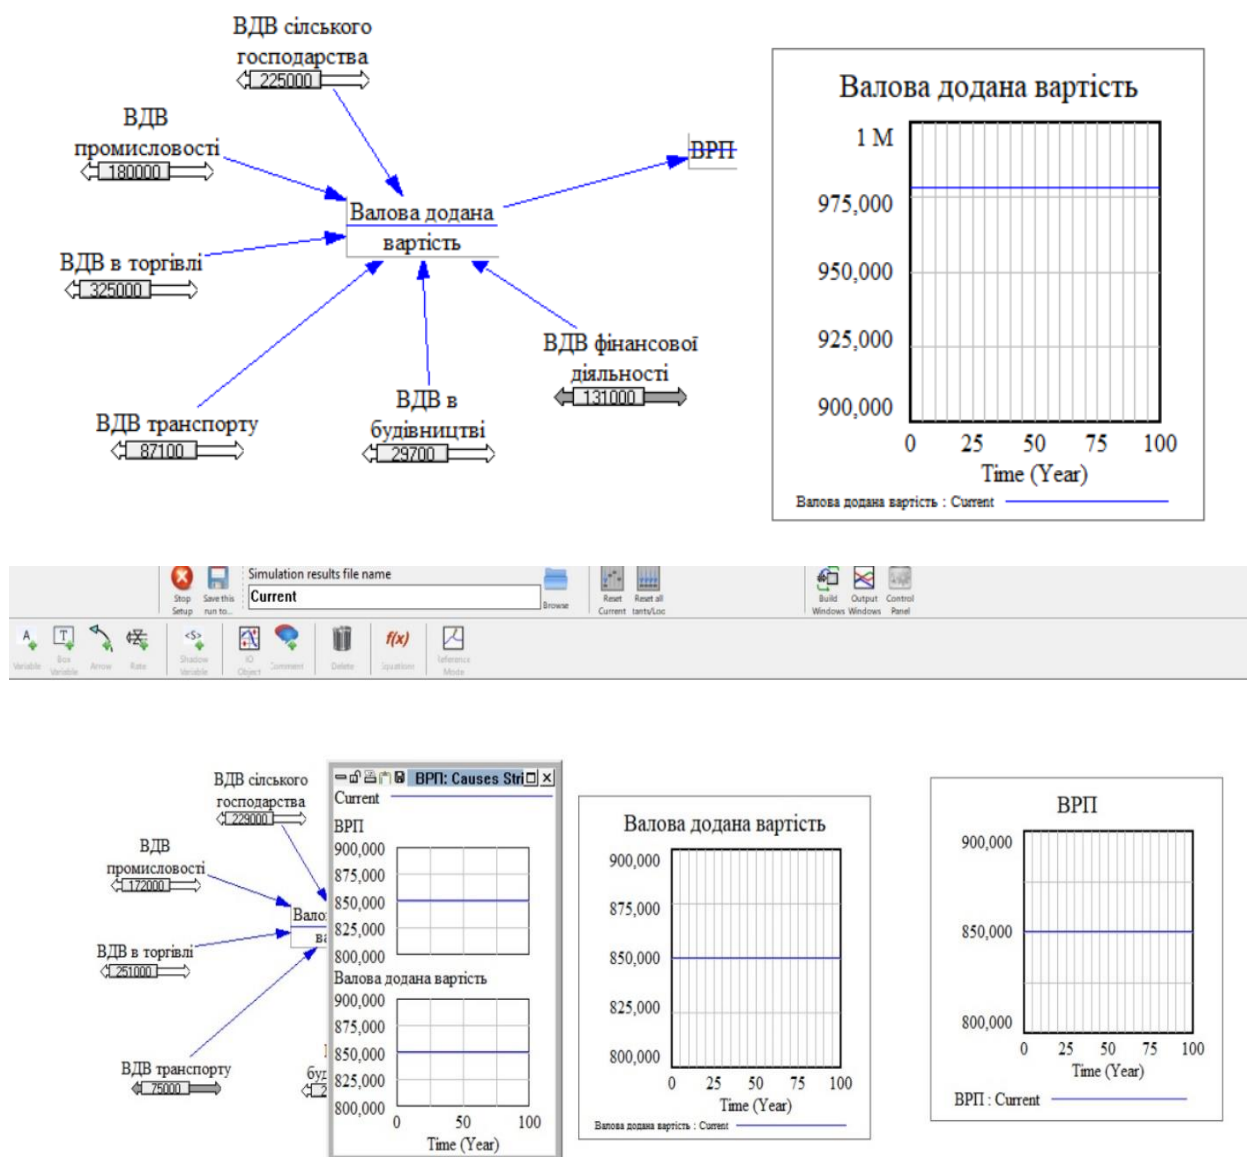 ВДВ сілського
господарства
225000
ВДВ
промисловості
180000
ВРП
Валова додана
вартість
ВДВ в торгівлі
325000
ВДВ фінансової
діяльності
131000
ВДВ транспорту
87100
ВДВ в
будівництві
29700
Валова додана вартість
1 M
975,000
950,000
925,000
900,000
0 25 50 75 100
Time (Year)
Валова додана вартість : Current
Stop
Setup
Save this
run to...
Simulation results file name
Current
Browse
Reset
Current
Reset all
tants/Loc
Build
Windows
Output
Windows
Control
Panel
Variable
Box
Variable
Arrow
Rate
Shadow
Variable
IO
Object
Comment
Delete
f(x)
Equations
Reference
Mode
ВДВ сілського
господарства
229000
ВДВ
промисловості
172000
Вало
ва
ВДВ в торгівлі
251000
ВДВ транспорту
75000
буд
2
ВРП: Causes Stri
Current
ВРП
900,000
875,000
850,000
825,000
800,000
Валова додана вартість
900,000
875,000
850,000
825,000
800,000
0 50 100
Time (Year)
Валова додана вартість
900,000
875,000
850,000
825,000
800,000
0 25 50 75 100
Time (Year)
Валова додана вартість : Current
ВРП
900,000
850,000
800,000
0 25 50 75 100
Time (Year)
ВРП : Current